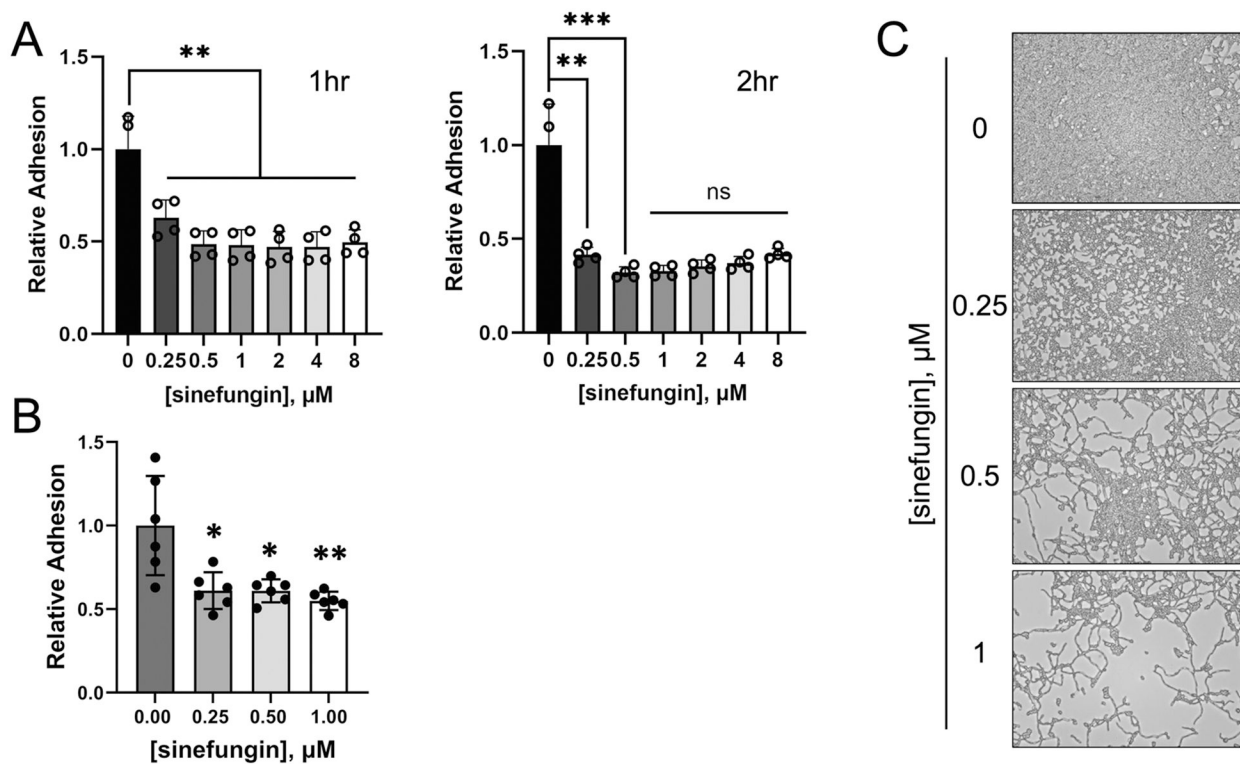 A
**
1hr
1.5
1.0
0.5
0.0
Relative Adhesion
0 0.25 0.5 1 2 4 8
[sinefungin], µM
***
**
2hr
ns
1.5
1.0
0.5
0.0
Relative Adhesion
0 0.25 0.5 1 2 4 8
[sinefungin], µM
B
1.5
1.0
0.5
0.0
Relative Adhesion
* * **
0.00 0.25 0.50 1.00
[sinefungin], µM
C
[sinefungin], µM
0
0.25
0.5
1